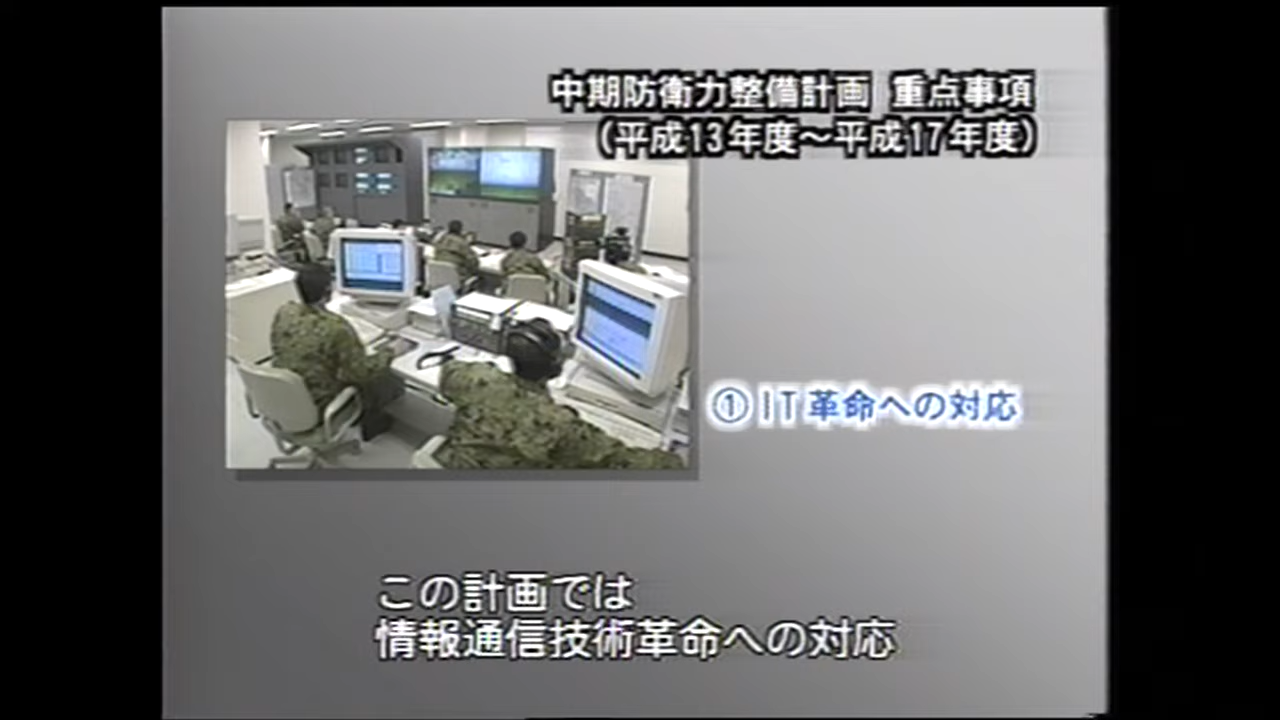 中期防衛力整備計画 重点事項
(平成13年度~平成17年度)
①IT革命への対応
この計画では
情報通信技術革命への対応